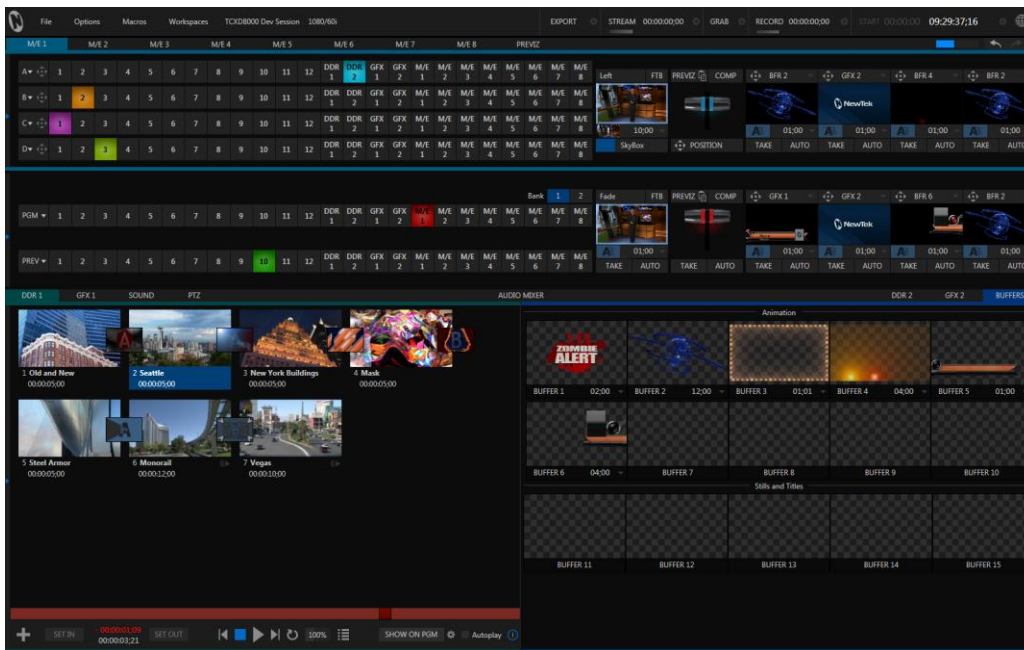 File Options Macros Workspaces TCXD8000 Dev Session 1080/60i EXPORT STREAM 00:00:00;00 GRAB RECORD 00:00:00;00 START 00:00:00 09:29:37;16
M/E 1 M/E 2 M/E 3 M/E 4 M/E 5 M/E 6 M/E 7 M/E 8 PREVIZ
A 1 2 3 4 5 6 7 8 9 10 11 12 DDR 1 DDR 2 GFX 1 GFX 2 M/E 1 M/E 2 M/E 3 M/E 4 M/E 5 M/E 6 M/E 7 M/E 8
B 1 2 3 4 5 6 7 8 9 10 11 12 DDR 1 DDR 2 GFX 1 GFX 2 M/E 1 M/E 2 M/E 3 M/E 4 M/E 5 M/E 6 M/E 7 M/E 8
C 1 2 3 4 5 6 7 8 9 10 11 12 DDR 1 DDR 2 GFX 1 GFX 2 M/E 1 M/E 2 M/E 3 M/E 4 M/E 5 M/E 6 M/E 7 M/E 8
D 1 2 3 4 5 6 7 8 9 10 11 12 DDR 1 DDR 2 GFX 1 GFX 2 M/E 1 M/E 2 M/E 3 M/E 4 M/E 5 M/E 6 M/E 7 M/E 8
Left FTB PREVIZ COMP BFR 2 GFX 2 BFR 4 BFR 2
NewTek
10;00 01;00 01;00 01;00 01;00
SkyBox POSITION TAKE AUTO TAKE AUTO TAKE AUTO TAKE AUTO
Bank 1 2
PGM 1 2 3 4 5 6 7 8 9 10 11 12 DDR 1 DDR 2 GFX 1 GFX 2 M/E 1 M/E 2 M/E 3 M/E 4 M/E 5 M/E 6 M/E 7 M/E 8
PREV 1 2 3 4 5 6 7 8 9 10 11 12 DDR 1 DDR 2 GFX 1 GFX 2 M/E 1 M/E 2 M/E 3 M/E 4 M/E 5 M/E 6 M/E 7 M/E 8
Fade FTB PREVIZ COMP GFX 1 GFX 2 BFR 6 BFR 2
NewTek
01;00 01;00 01;00 01;00 01;00
TAKE AUTO TAKE AUTO TAKE AUTO TAKE AUTO TAKE AUTO TAKE AUTO
DDR 1 GFX 1 SOUND PTZ AUDIO MIXER DDR 2 GFX 2 BUFFERS
A B
1 Old and New 2 Seattle 3 New York Buildings 4 Mask
00:00:05;00 00:00:05;00 00:00:05;00 00:00:05;00
A
5 Steel Armor 6 Monorail 7 Vegas
00:00:05;00 00:00:12;00 00:00:10;00
Animation
ZOMBIE
ALERT
BUFFER 1 02;00 BUFFER 2 12;00 BUFFER 3 01;01 BUFFER 4 04;00 BUFFER 5 01;00
BUFFER 6 04;00 BUFFER 7 BUFFER 8 BUFFER 9 BUFFER 10
Stills and Titles
BUFFER 11 BUFFER 12 BUFFER 13 BUFFER 14 BUFFER 15
SET IN 00:00:01;09 SET OUT 100% SHOW ON PGM Autoplay
00:00:03;21